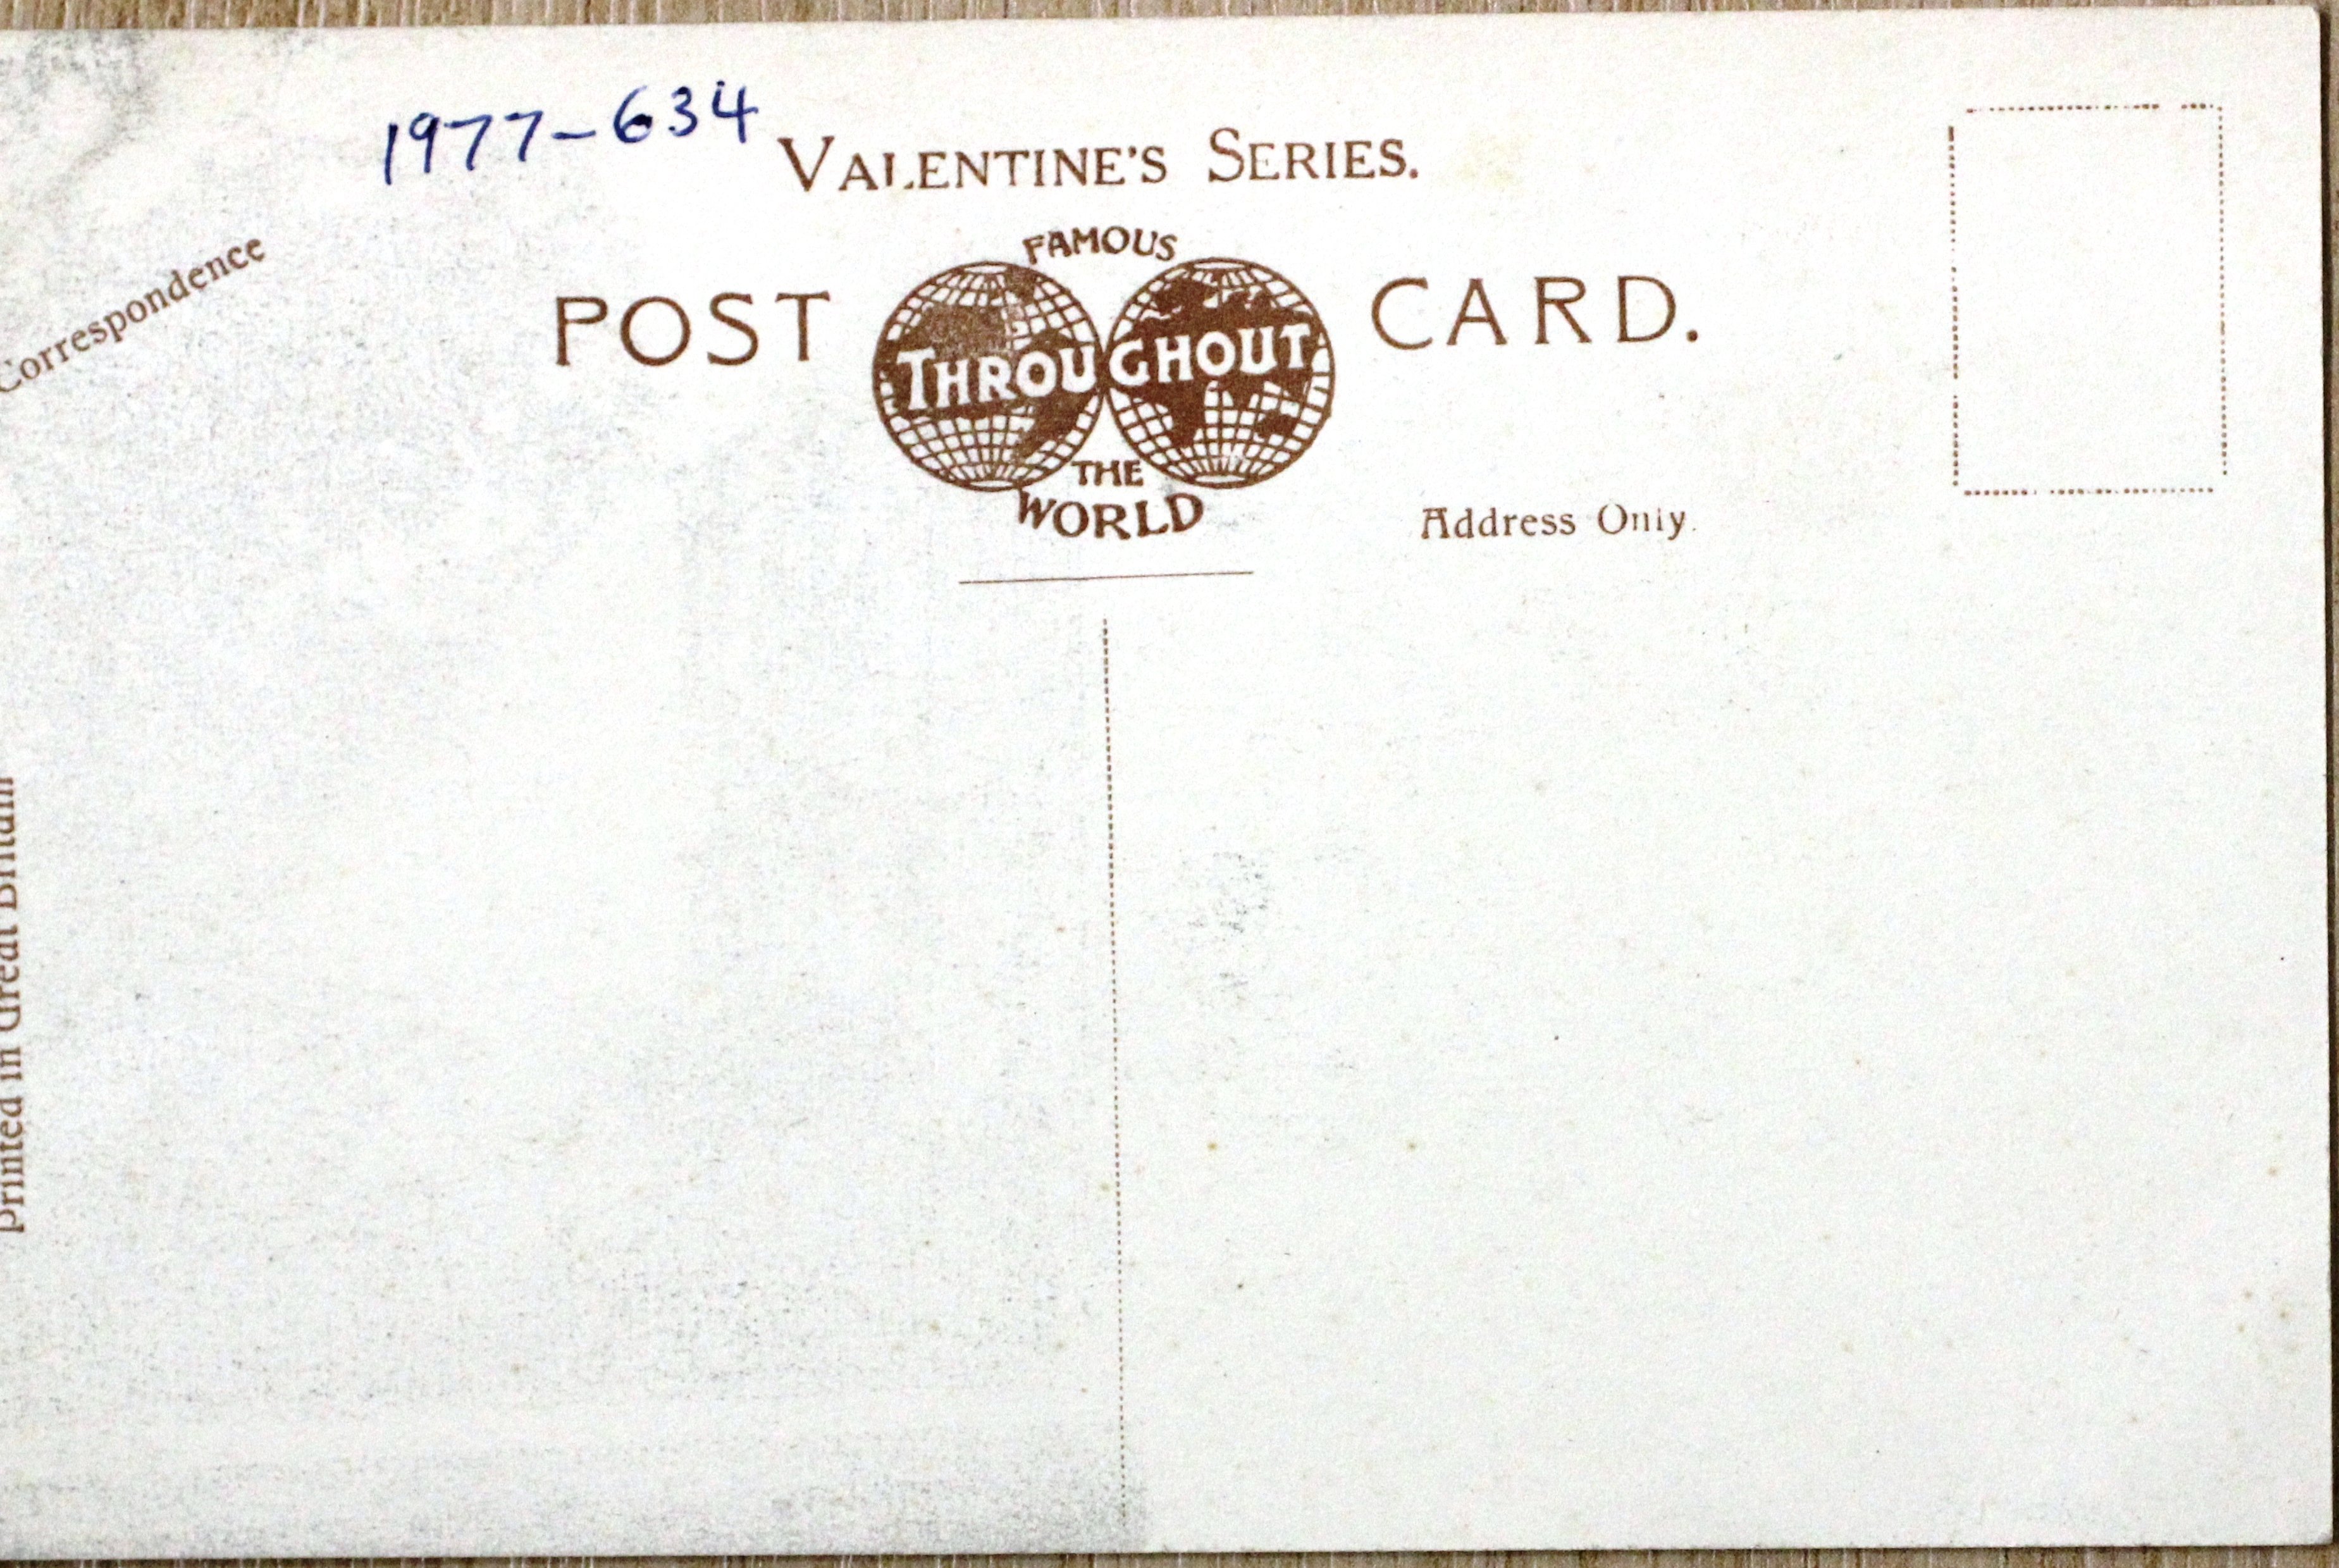 1977-634
VALENTINE'S SERIES.
FAMOUS
POST THROUGHOUT CARD.
THE
WORLD
Correspondence
Address Only.
Printed in Great Britain